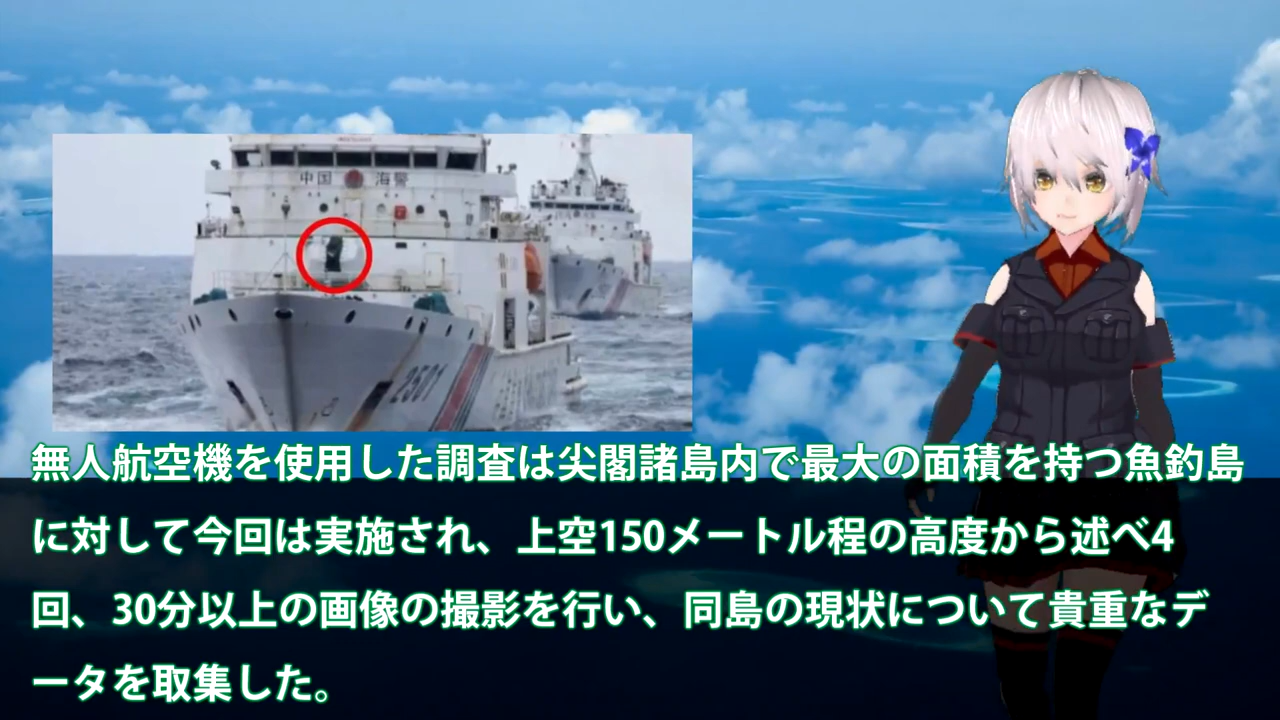 中国 海警
2501
無人航空機を使用した調査は尖閣諸島内で最大の面積を持つ魚釣島
に対して今回は実施され、上空150メートル程の高度から述べ4
回、30分以上の画像の撮影を行い、同島の現状について貴重なデ
ータを取集した。